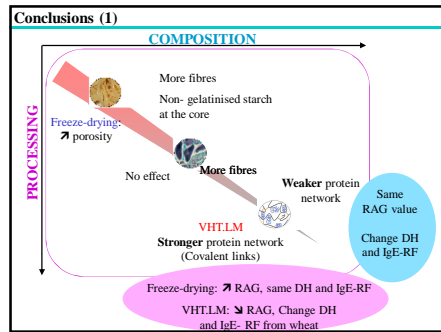 Conclusions (1)
COMPOSITION
PROCESSING
More fibres
Non- gelatinised starch
at the core
Freeze-drying:
↗ porosity
No effect
More fibres
Weaker protein
network
VHT.LM
Stronger protein network
(Covalent links)
Same
RAG value
Change DH
and IgE-RF
Freeze-drying: ↗ RAG, same DH and IgE-RF
VHT.LM: ↘ RAG, Change DH
and IgE- RF from wheat